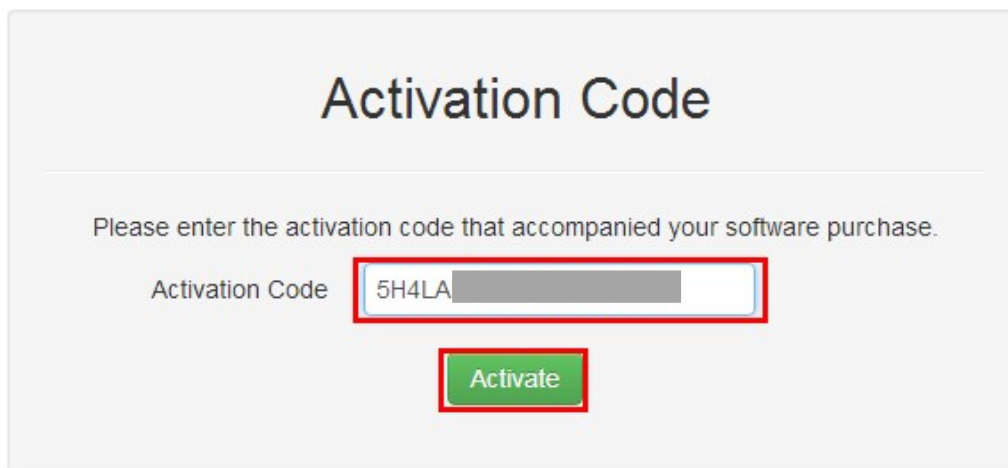 Activation Code
Please enter the activation code that accompanied your software purchase.
Activation Code 5H4LA
Activate